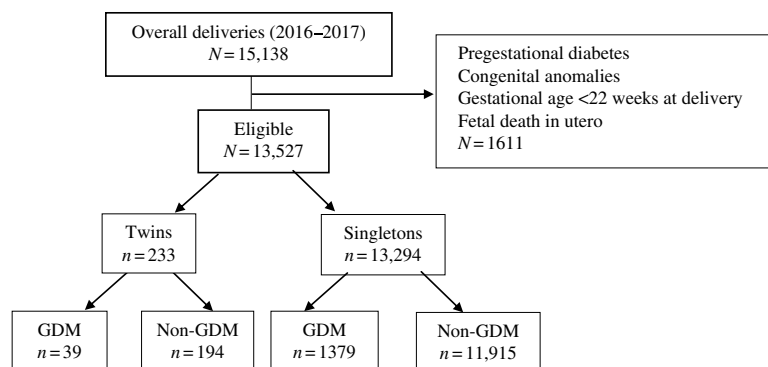 Overall deliveries (2016–2017)
N = 15,138
Pregestational diabetes
Congenital anomalies
Gestational age <22 weeks at delivery
Fetal death in utero
N = 1611
Eligible
N = 13,527
Twins
n = 233
Singletons
n = 13,294
GDM
n = 39
Non-GDM
n = 194
GDM
n = 1379
Non-GDM
n = 11,915